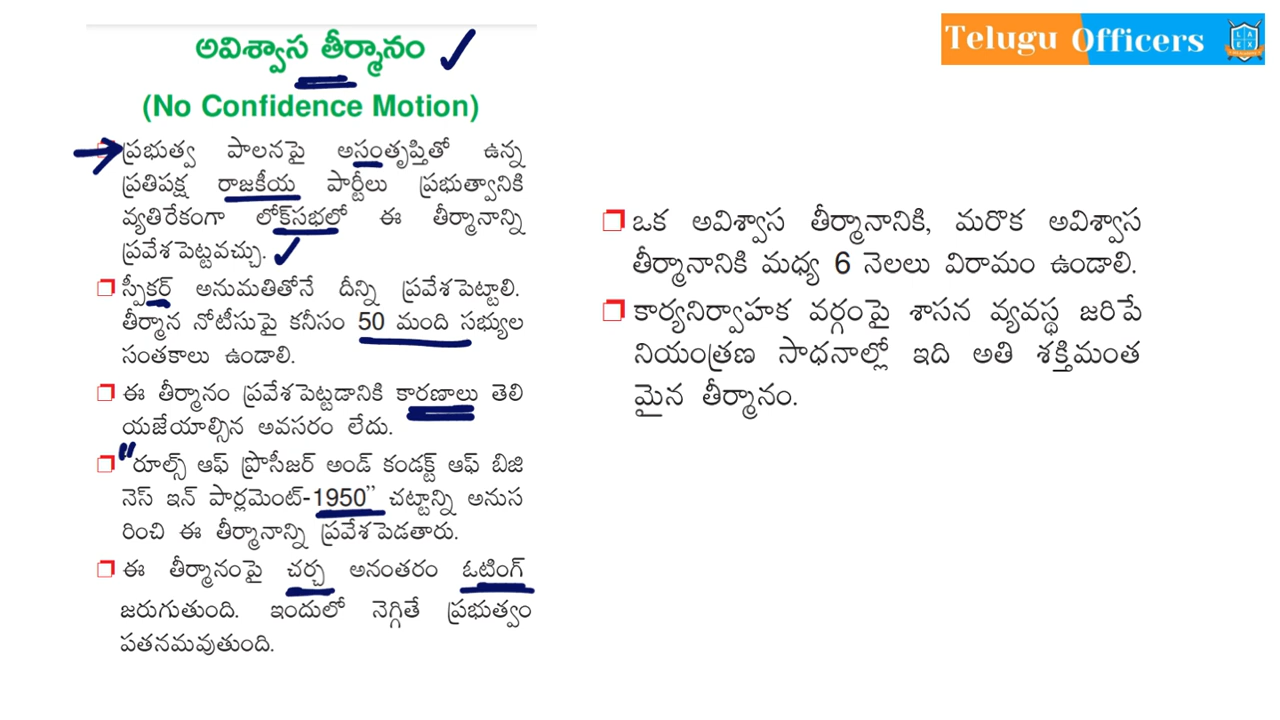 Telugu Officers
LAEX
అవిశ్వాస తీర్మానం
(No Confidence Motion)
ప్రభుత్వ పాలనపై అసంతృప్తితో ఉన్న
ప్రతిపక్ష రాజకీయ పార్టీలు ప్రభుత్వానికి
వ్యతిరేకంగా లోక్‌సభలో ఈ తీర్మానాన్ని
ప్రవేశపెట్టవచ్చు.
స్పీకర్ అనుమతితోనే దీన్ని ప్రవేశపెట్టాలి.
తీర్మాన నోటీసుపై కనీసం 50 మంది సభ్యుల
సంతకాలు ఉండాలి.
ఈ తీర్మానం ప్రవేశపెట్టడానికి కారణాలు తెలి
యజేయాల్సిన అవసరం లేదు.
"రూల్స్ ఆఫ్ ప్రొసీజర్ అండ్ కండక్ట్ ఆఫ్ బిజి
నెస్ ఇన్ పార్లమెంట్-1950" చట్టాన్ని అనుస
రించి ఈ తీర్మానాన్ని ప్రవేశపెడతారు.
ఈ తీర్మానంపై చర్చ అనంతరం ఓటింగ్
జరుగుతుంది. ఇందులో నెగ్గితే ప్రభుత్వం
పతనమవుతుంది.
ఒక అవిశ్వాస తీర్మానానికి, మరొక అవిశ్వాస
తీర్మానానికి మధ్య 6 నెలలు విరామం ఉండాలి.
కార్యనిర్వాహక వర్గంపై శాసన వ్యవస్థ జరిపే
నియంత్రణ సాధనాల్లో ఇది అతి శక్తిమంత
మైన తీర్మానం.